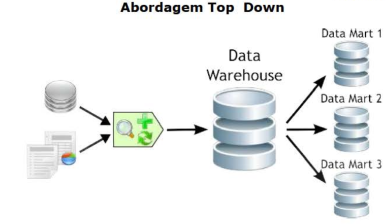 Abordagem Top Down
Data Mart 1
Data
Warehouse
Data Mart 2
Data Mart 3